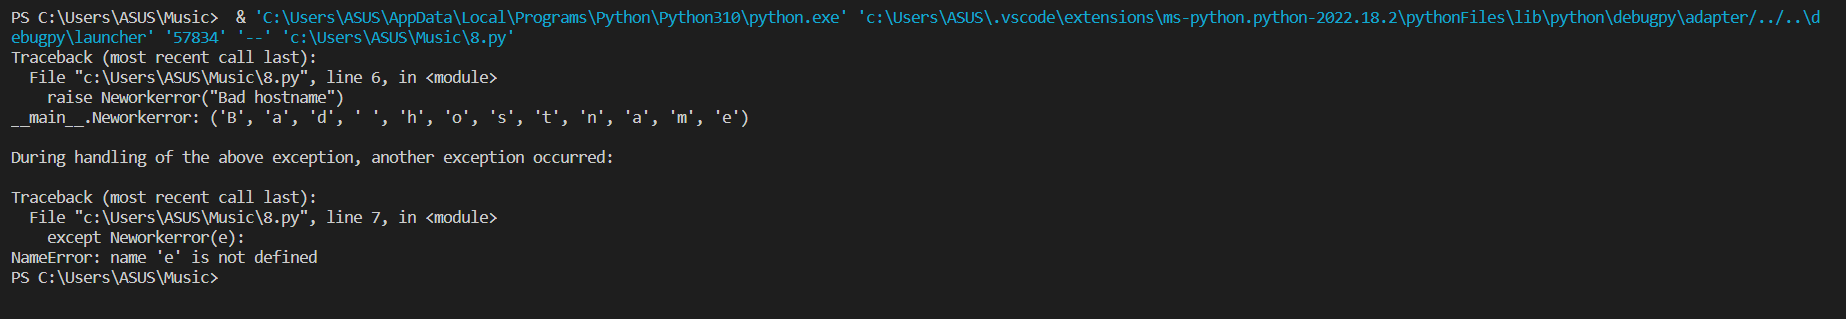 PS C:\Users\ASUS\Music>  & 'C:\Users\ASUS\AppData\Local\Programs\Python\Python310\python.exe' 'c:\Users\ASUS\.vscode\extensions\ms-python.python-2022.18.2\pythonFiles\lib\python\debugpy\adapter/../..\d
ebugpy\launcher' '57834' '--' 'c:\Users\ASUS\Music\8.py'
Traceback (most recent call last):
  File "c:\Users\ASUS\Music\8.py", line 6, in <module>
    raise Neworkerror("Bad hostname")
__main__.Neworkerror: ('B', 'a', 'd', ' ', 'h', 'o', 's', 't', 'n', 'a', 'm', 'e')

During handling of the above exception, another exception occurred:

Traceback (most recent call last):
  File "c:\Users\ASUS\Music\8.py", line 7, in <module>
    except Neworkerror(e):
NameError: name 'e' is not defined
PS C:\Users\ASUS\Music>